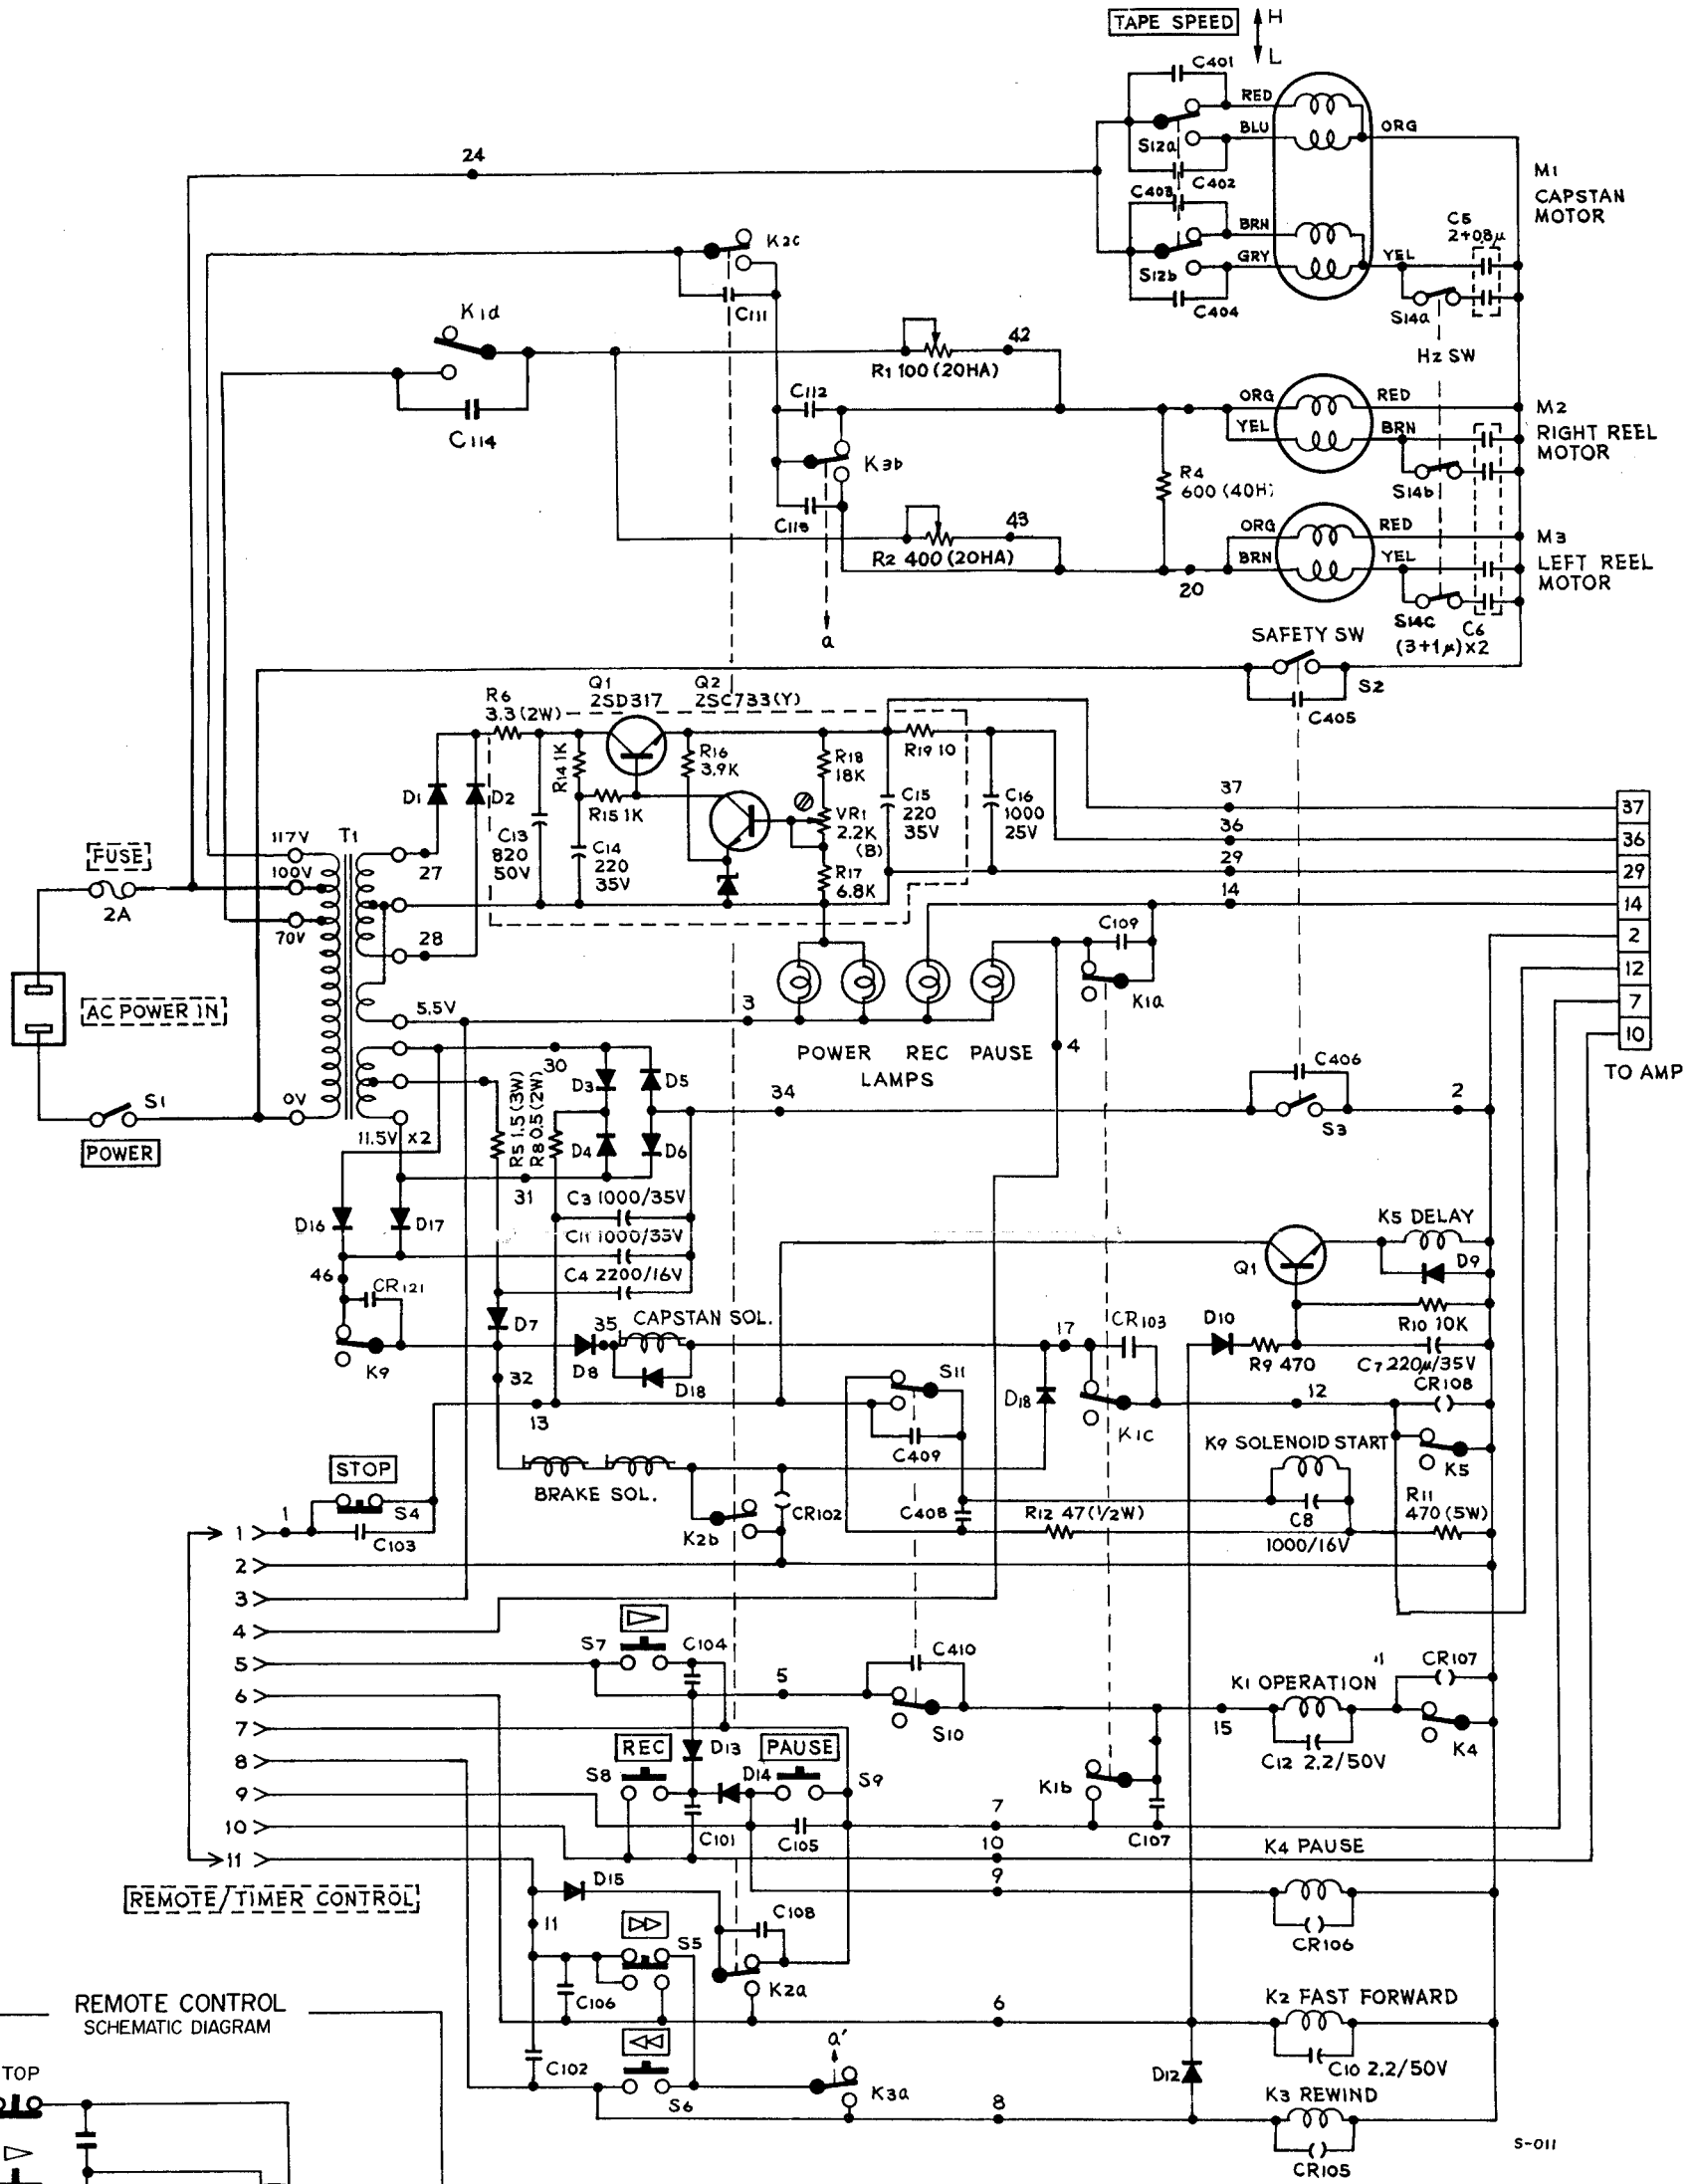 TAPE SPEED
H
L
C401
RED
BLU
ORG
S12a
C402
C403
BRN
GRY
YEL
S12b
C404
M1
CAPSTAN
MOTOR
C5
2+0.8μ
S14a
Hz SW
24
K2c
C111
K1d
C114
42
R1 100 (20HA)
C112
K3b
C113
43
R2 400 (20HA)
a
ORG
RED
YEL
BRN
M2
RIGHT REEL
MOTOR
R4
600 (40H)
S14b
ORG
RED
BRN
YEL
M3
LEFT REEL
MOTOR
20
S14c
C6
(3+1μ)x2
SAFETY SW
S2
C405
R6
3.3 (2W)
Q1
2SD317
Q2
2SC733(Y)
R14 1K
R15 1K
R16
3.9K
R18
18K
VR1
2.2K
(B)
R17
6.8K
R19 10
C15
220
35V
C16
1000
25V
C13
820
50V
C14
220
35V
D1
D2
117V
100V
70V
0V
T1
27
28
5.5V
11.5V x2
FUSE
2A
AC POWER IN
S1
POWER
37
36
29
14
37
36
29
14
2
12
7
10
TO AMP
C109
K1a
3
4
POWER REC PAUSE
LAMPS
30
D3
D5
D4
D6
R5 1.5 (3W)
R8 0.5 (2W)
31
34
C406
S3
2
C3 1000/35V
C11 1000/35V
C4 2200/16V
D16
D17
46
CR121
K9
D7
32
35
D8
CAPSTAN SOL.
D18
17
CR103
D18
K1c
12
K5 DELAY
Q1
D9
D10
R9 470
R10 10K
C7 220μ/35V
CR108
K5
13
S11
C409
C408
K9 SOLENOID START
C8
1000/16V
R12 47 (1/2W)
R11
470 (5W)
BRAKE SOL.
K2b
CR102
STOP
S4
C103
1
1
2
3
4
5
6
7
8
9
10
11
REMOTE/TIMER CONTROL
S7
C104
5
C410
S10
15
K1 OPERATION
C12 2.2/50V
CR107
K4
REC
S8
D13
D14
PAUSE
S9
C101
C105
7
10
9
K1b
C107
K4 PAUSE
CR106
D15
11
S5
C106
C108
K2a
6
K2 FAST FORWARD
C10 2.2/50V
C102
S6
a'
K3a
8
D12
K3 REWIND
CR105
S-011
REMOTE CONTROL
SCHEMATIC DIAGRAM
TOP